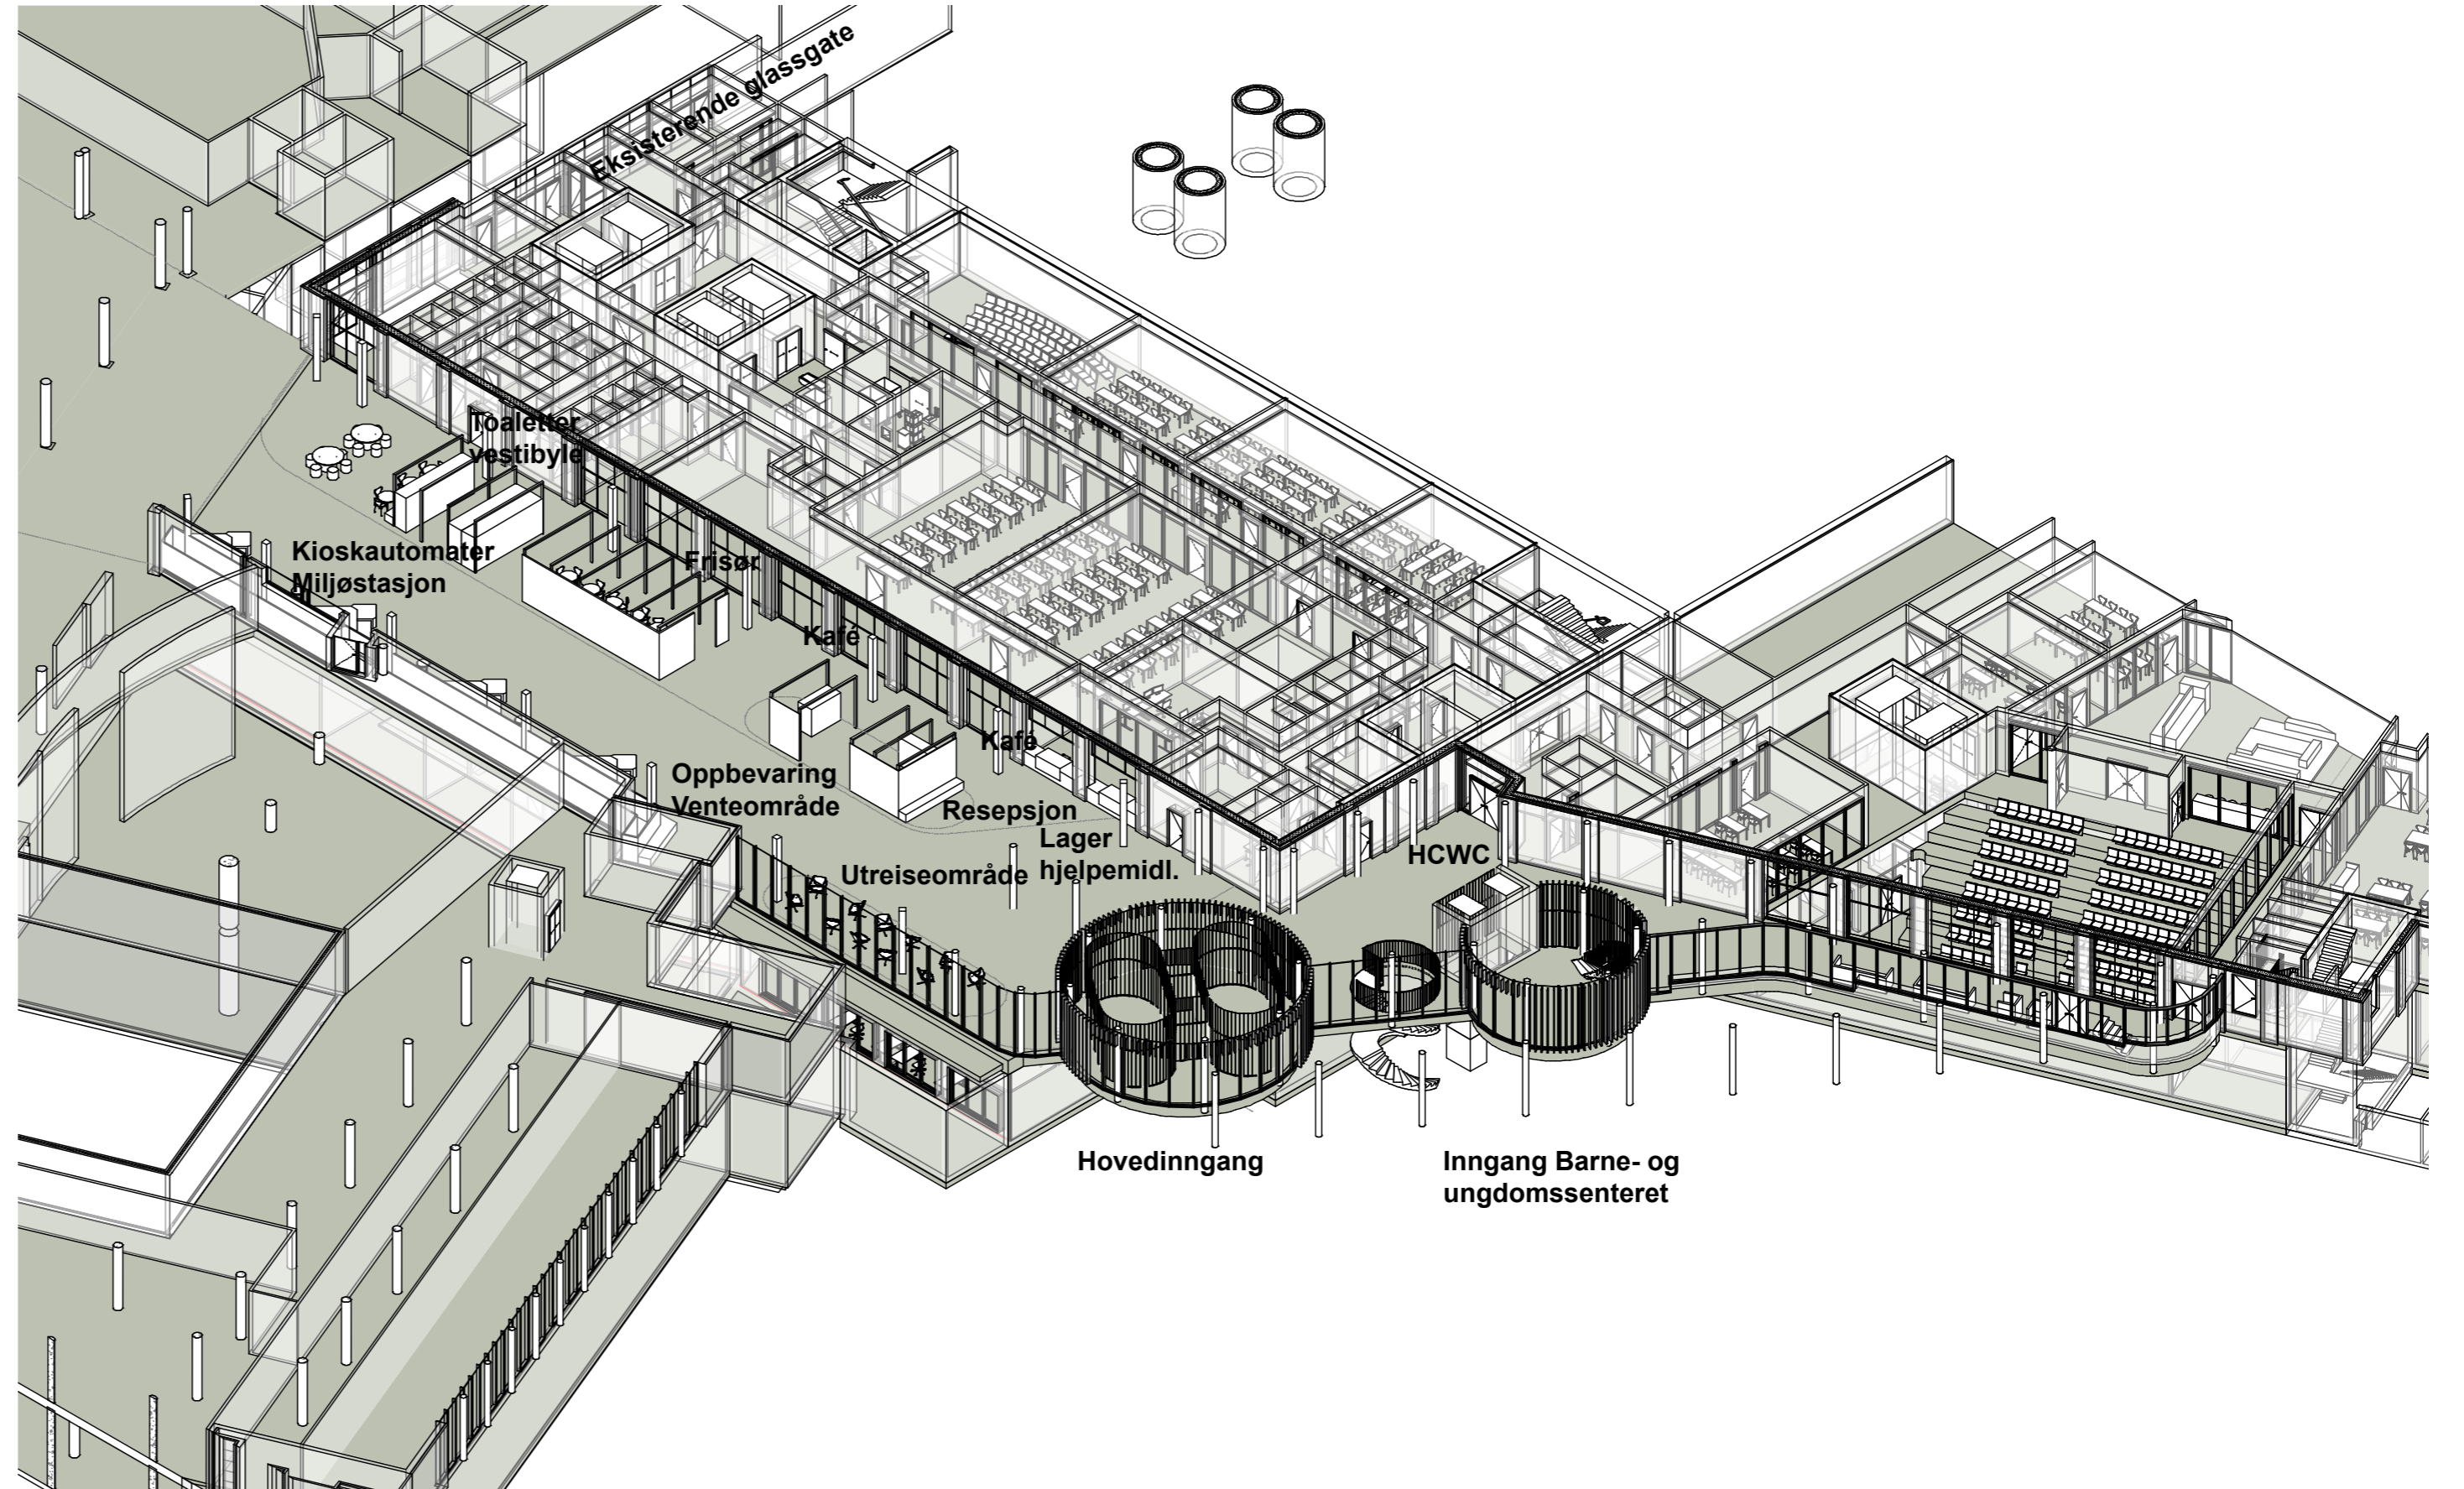 Eksisterende glassgate
Toaletter
vestibyle
Kioskautomater
Miljøstasjon
Frisør
Kafé
Kafé
Oppbevaring
Venteområde
Resepsjon
Lager
hjelpemidl.
Utreiseområde
HCWC
Hovedinngang
Inngang Barne- og
ungdomssenteret